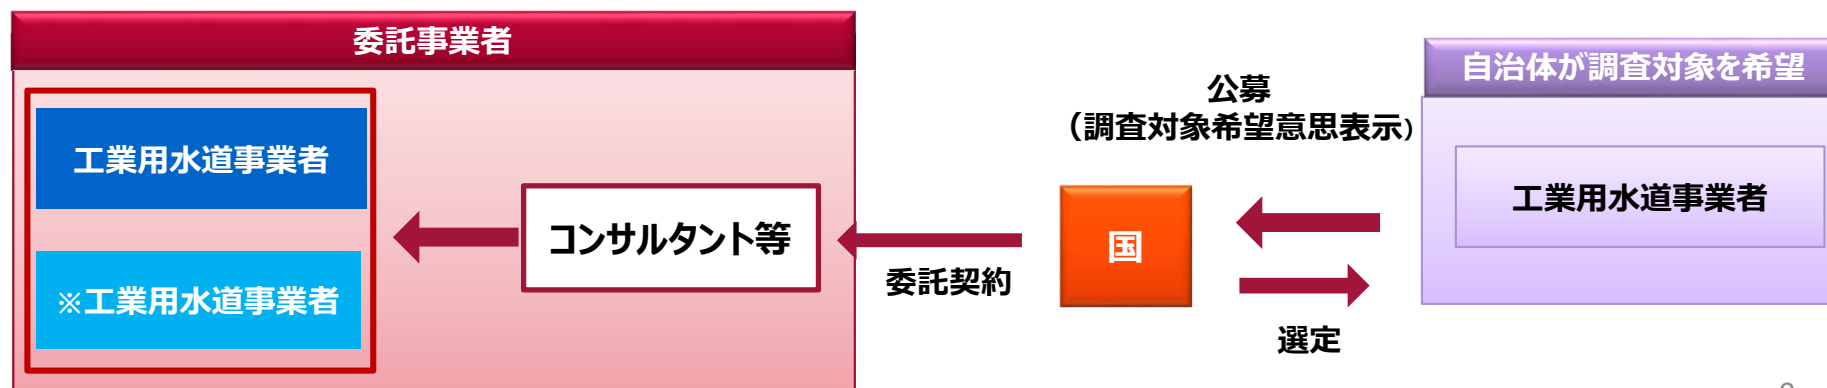 委託事業者
工業用水道事業者
※工業用水道事業者
コンサルタント等
委託契約
国
公募
（調査対象希望意思表示）
選定
自治体が調査対象を希望
工業用水道事業者